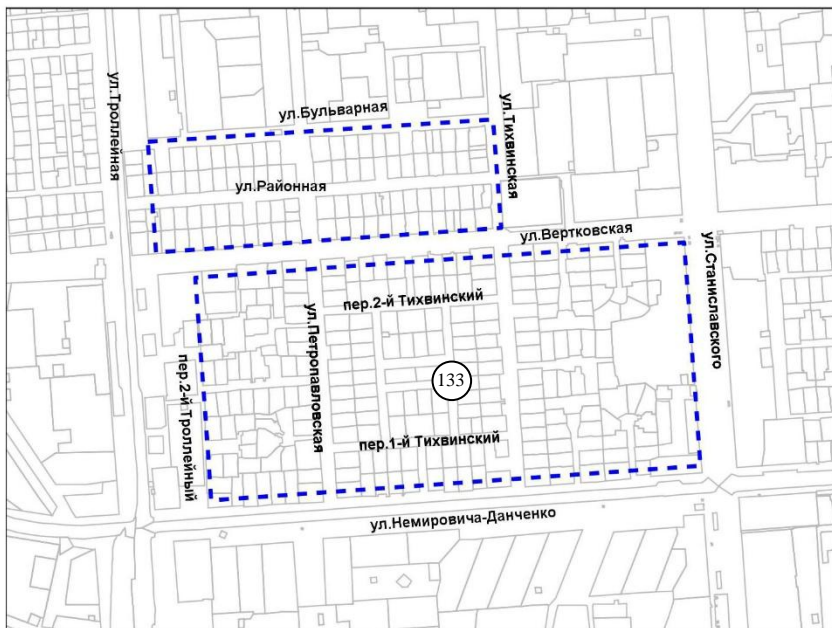 ул.Троллейная
ул.Бульварная
ул.Тихвинская
ул.Районная
ул.Вертковская
ул.Станиславского
пер.2-й Тихвинский
ул.Петропавловская
пер.2-й Троллейный
133
пер.1-й Тихвинский
ул.Немировича-Данченко